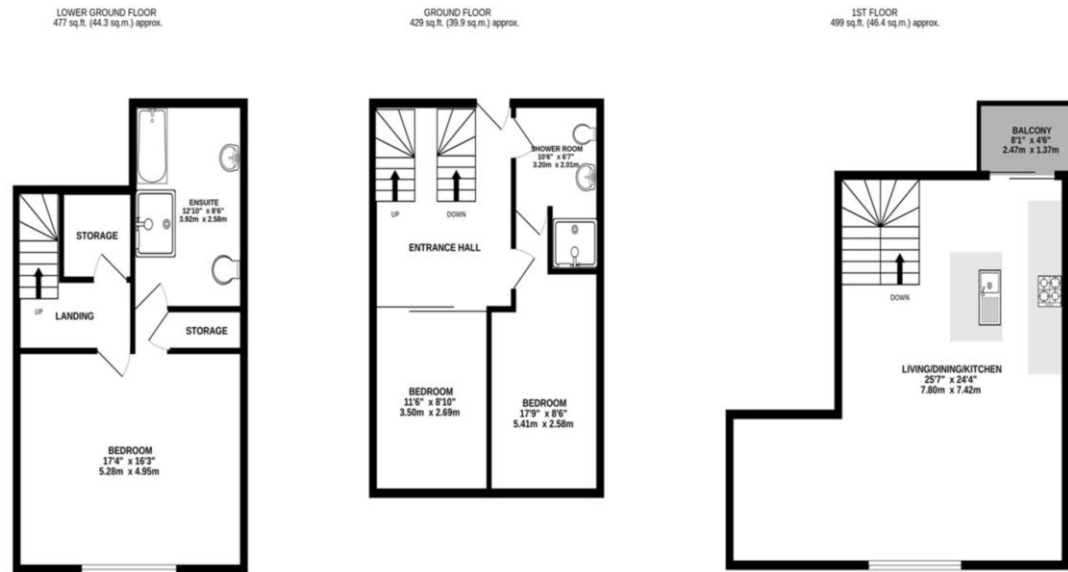 LOWER GROUND FLOOR
477 sq.ft. (44.3 sq.m.) approx.
ENSUITE
12'10" x 8'6"
3.92m x 2.58m
STORAGE
UP
LANDING
STORAGE
BEDROOM
17'4" x 16'3"
5.28m x 4.95m
GROUND FLOOR
429 sq.ft. (39.9 sq.m.) approx.
SHOWER ROOM
10'6" x 6'7"
3.20m x 2.01m
UP
DOWN
ENTRANCE HALL
BEDROOM
11'6" x 8'10"
3.50m x 2.69m
BEDROOM
17'9" x 8'6"
5.41m x 2.58m
1ST FLOOR
499 sq.ft. (46.4 sq.m.) approx.
BALCONY
8'1" x 4'6"
2.47m x 1.37m
DOWN
LIVING/DINING/KITCHEN
25'7" x 24'4"
7.80m x 7.42m